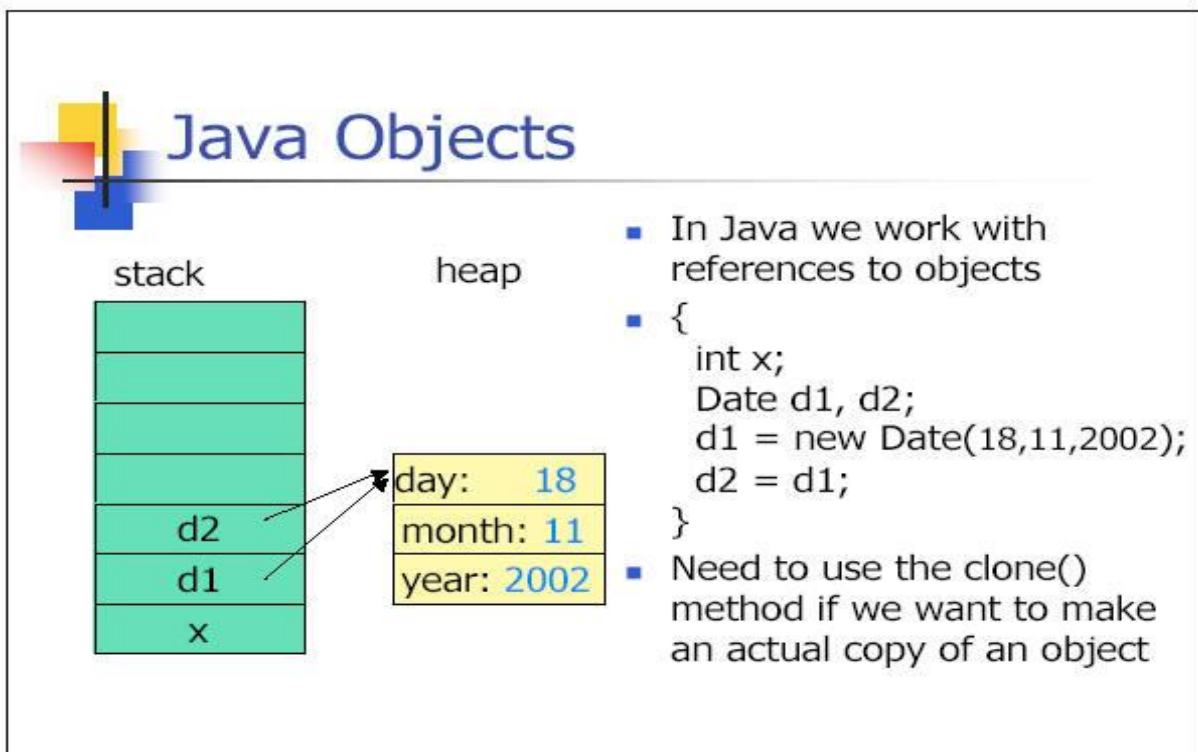 Java Objects
stack
heap
d2
d1
x
day: 18
month: 11
year: 2002
In Java we work with
references to objects
{
int x;
Date d1, d2;
d1 = new Date(18,11,2002);
d2 = d1;
}
Need to use the clone()
method if we want to make
an actual copy of an object